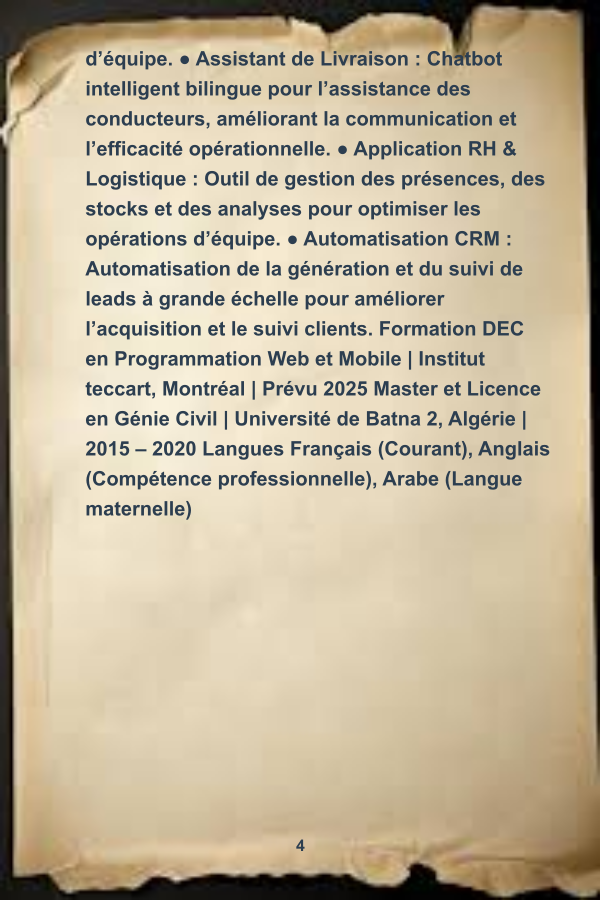 d’équipe. ● Assistant de Livraison : Chatbot
intelligent bilingue pour l’assistance des
conducteurs, améliorant la communication et
l’efficacité opérationnelle. ● Application RH &
Logistique : Outil de gestion des présences, des
stocks et des analyses pour optimiser les
opérations d’équipe. ● Automatisation CRM :
Automatisation de la génération et du suivi de
leads à grande échelle pour améliorer
l’acquisition et le suivi clients. Formation DEC
en Programmation Web et Mobile | Institut
teccart, Montréal | Prévu 2025 Master et Licence
en Génie Civil | Université de Batna 2, Algérie |
2015 – 2020 Langues Français (Courant), Anglais
(Compétence professionnelle), Arabe (Langue
maternelle)
4